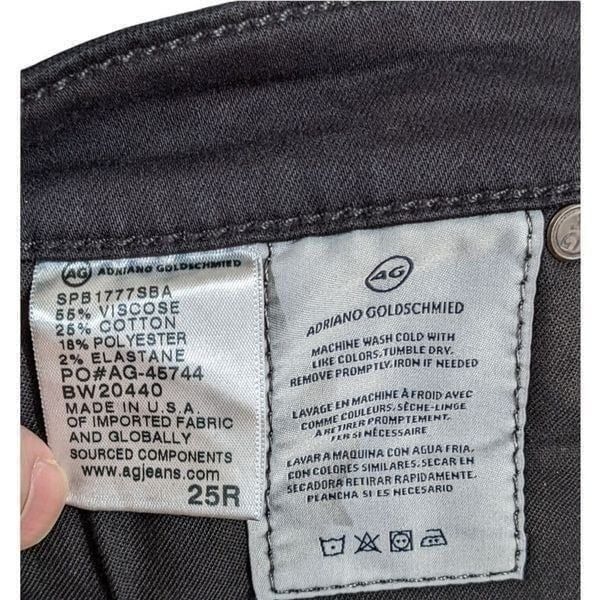 AG ADRIANO GOLDSCHMIED
SPB1777SBA
55% VISCOSE
25% COTTON
18% POLYESTER
2% ELASTANE
PO#AG-45744
BW20440
MADE IN U.S.A.
OF IMPORTED FABRIC
AND GLOBALLY
SOURCED COMPONENTS
www.agjeans.com
25R
AG
ADRIANO GOLDSCHMIED
MACHINE WASH COLD WITH
LIKE COLORS, TUMBLE DRY.
REMOVE PROMPTLY, IRON IF NEEDED
LAVAGE EN MACHINE À FROID AVEC
COMME COULEURS, SÈCHE-LINGE
A RETIRER PROMPTEMENT.
FER SI NÉCESSAIRE
LAVAR A MAQUINA CON AGUA FRIA,
CON COLORES SIMILARES. SECAR EN
SECADORA RETIRAR RAPIDAMENTE.
PLANCHA SI ES NECESARIO